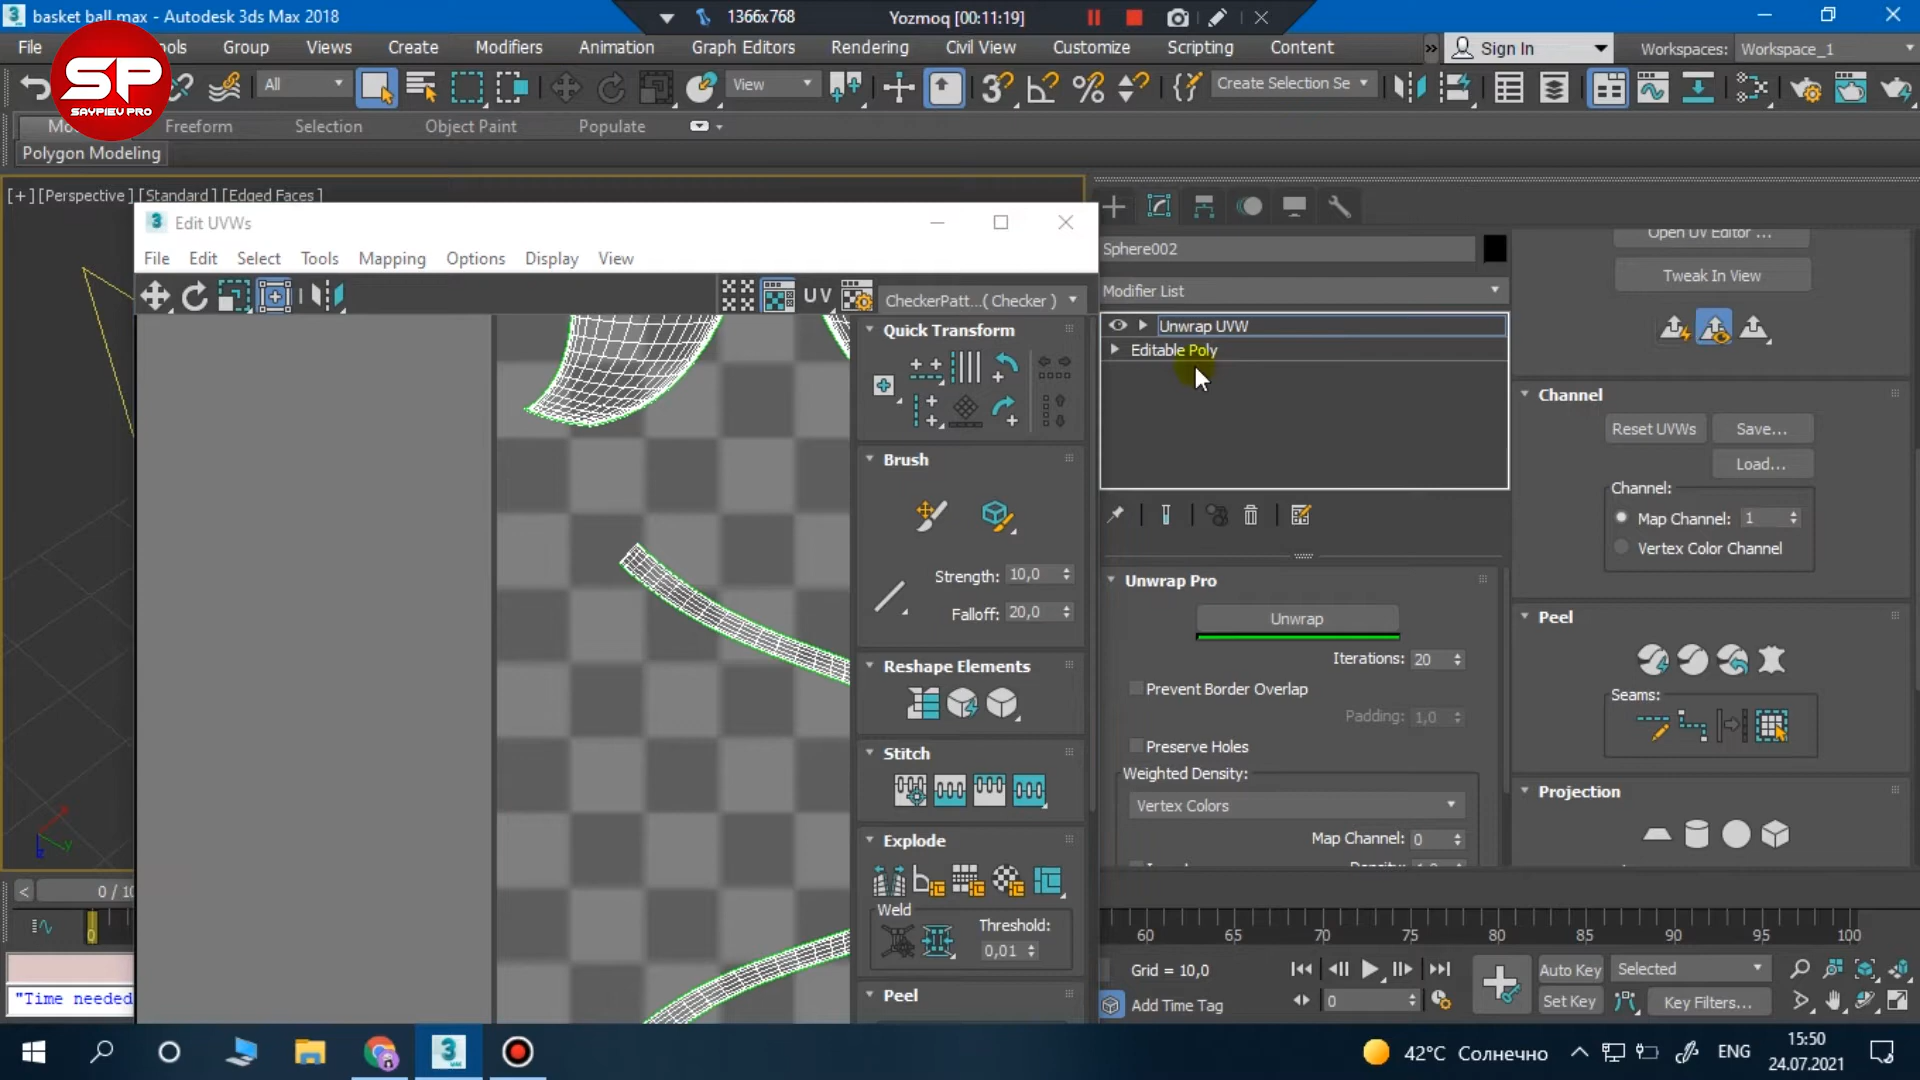 basket ball.max - Autodesk 3ds Max 2018
1366x768
Yozmoq [00:11:19]
File
ools
Group
Views
Create
Modifiers
Animation
Graph Editors
Rendering
Civil View
Customize
Scripting
Content
Sign In
Workspaces: Workspace_1
SP
SAYPIEV PRO
All
View
Create Selection Se
Mo
Freeform
Selection
Object Paint
Populate
Polygon Modeling
[+] [Perspective] [Standard] [Edged Faces]
Edit UVWs
File
Edit
Select
Tools
Mapping
Options
Display
View
UV
CheckerPatt...( Checker )
Quick Transform
Brush
Strength: 10,0
Falloff: 20,0
Reshape Elements
Stitch
Explode
Weld
Threshold:
0,01
Peel
Sphere002
Modifier List
Unwrap UVW
Editable Poly
Unwrap Pro
Unwrap
Iterations: 20
Prevent Border Overlap
Padding: 1,0
Preserve Holes
Weighted Density:
Vertex Colors
Map Channel: 0
Open UV Editor ...
Tweak In View
Channel
Reset UVWs
Save...
Load...
Channel:
Map Channel: 1
Vertex Color Channel
Peel
Seams:
Projection
0 / 10
0
60 65 70 75 80 85 90 95 100
"Time needed
Grid = 10,0
Add Time Tag
0
Auto Key
Selected
Set Key
Key Filters...
42°C Солнечно
ENG
15:50
24.07.2021